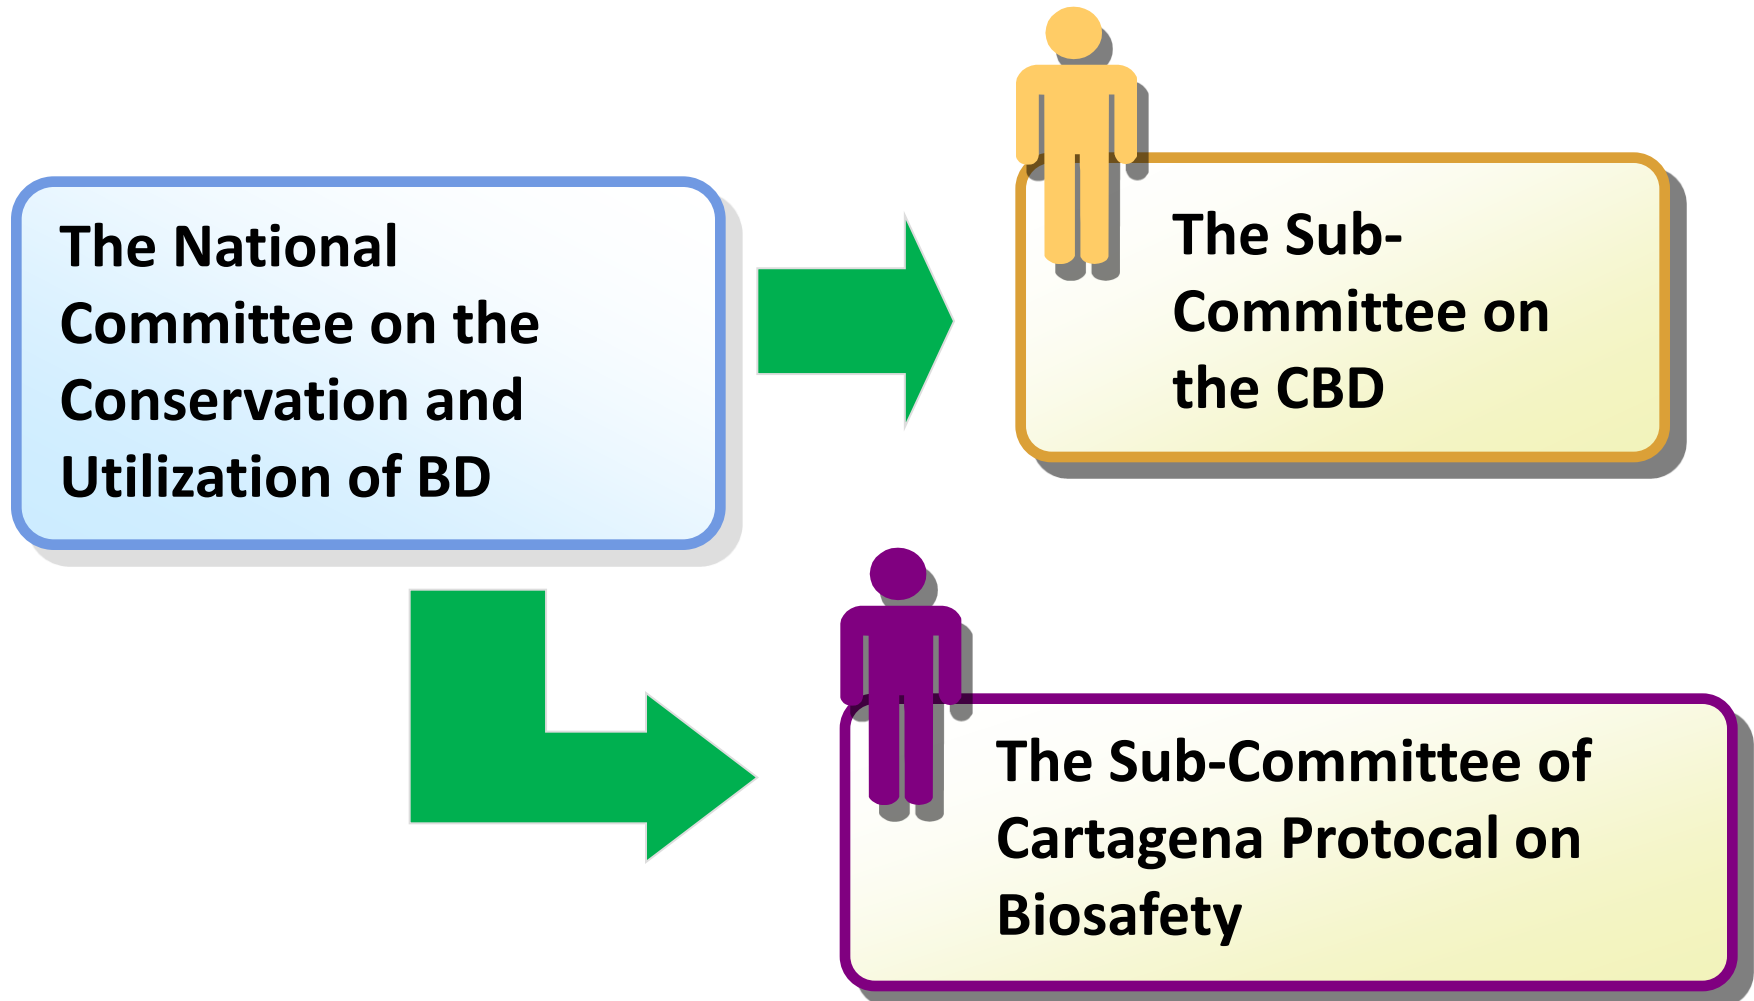 The National
Committee on the
Conservation and
Utilization of BD
The Sub-
Committee on
the CBD
The Sub-Committee of
Cartagena Protocal on
Biosafety